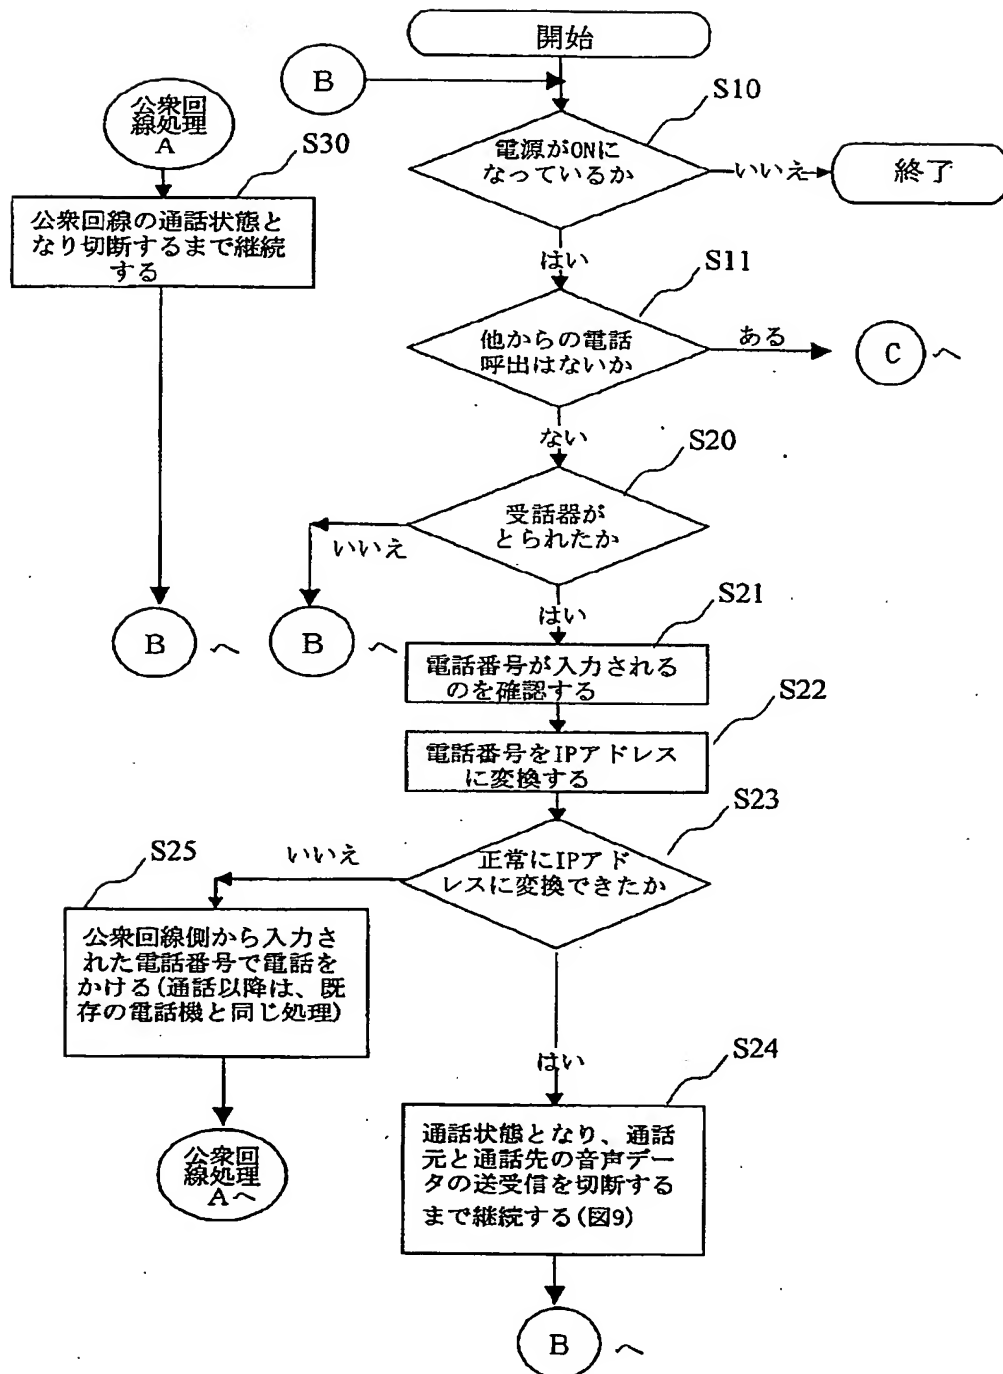 開始
B
S10
電源がONに
なっているか
いいえ
終了
公衆回
線処理
A
S30
公衆回線の通話状態と
なり切断するまで継続
する
はい
S11
他からの電話
呼出はないか
ある
C
へ
ない
S20
受話器が
とられたか
いいえ
はい
B
へ
B
へ
S21
電話番号が入力される
のを確認する
S22
電話番号をIPアドレス
に変換する
S23
正常にIPアド
レスに変換できたか
いいえ
S25
公衆回線側から入力さ
れた電話番号で電話を
かける(通話以降は、既
存の電話機と同じ処理)
はい
S24
公衆回
線処理
Aへ
通話状態となり、通話
元と通話先の音声デー
タの送受信を切断する
まで継続する(図9)
B
へ